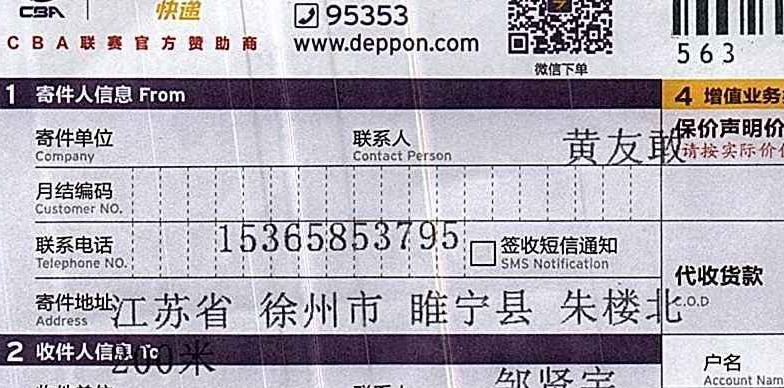 CBA 快递 95353
CBA联赛官方赞助商 www.deppon.com
微信下单
563
1 寄件人信息 From
4 增值业务
寄件单位 Company
联系人 Contact Person 黄友敢
保价声明价
请按实际价
月结编码 Customer NO.
联系电话 Telephone NO. 15365853795
签收短信通知 SMS Notification
代收货款
C.O.D
寄件地址 Address 江苏省 徐州市 睢宁县 朱楼北
200米
2 收件人信息 To
户名
Account Nam
邹贤宇